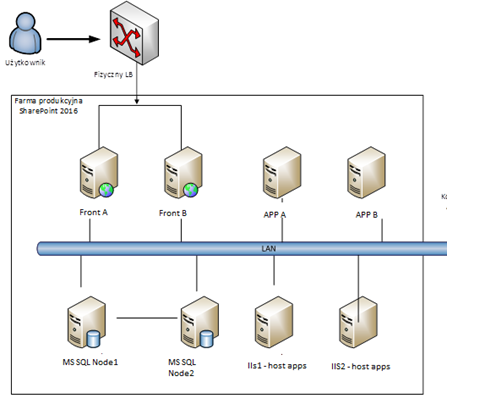 Użytkownik
Fizyczny LB
Farma produkcyjna
SharePoint 2016
Front A
Front B
APP A
APP B
LAN
MS SQL Node1
MS SQL
Node2
IIs1 - host apps
IIS2 - host apps